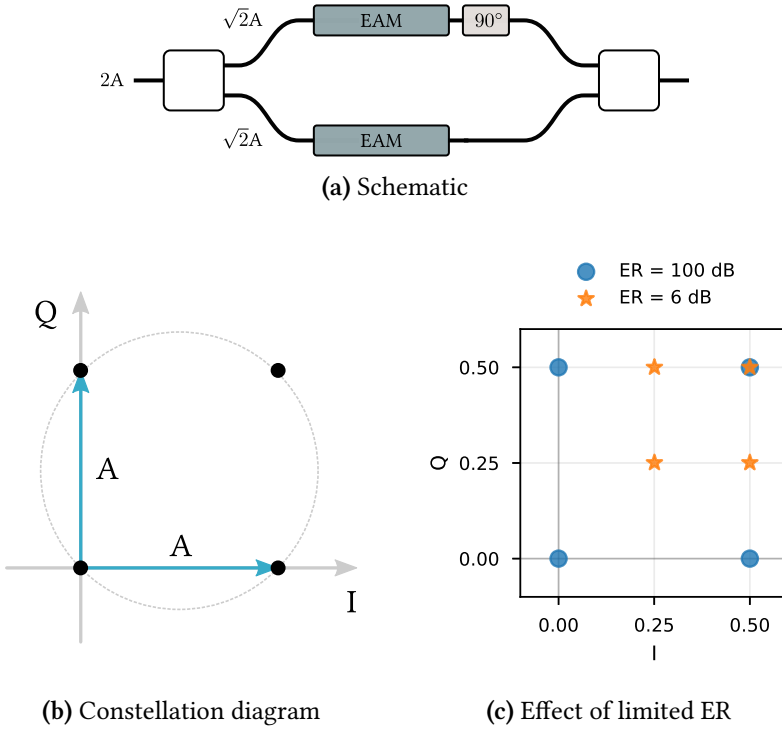 √2A
EAM
90°
2A
√2A
EAM
(a) Schematic
Q
A
A
I
(b) Constellation diagram
ER = 100 dB
ER = 6 dB
0.50
0.25
0.00
Q
0.00 0.25 0.50
I
(c) Effect of limited ER